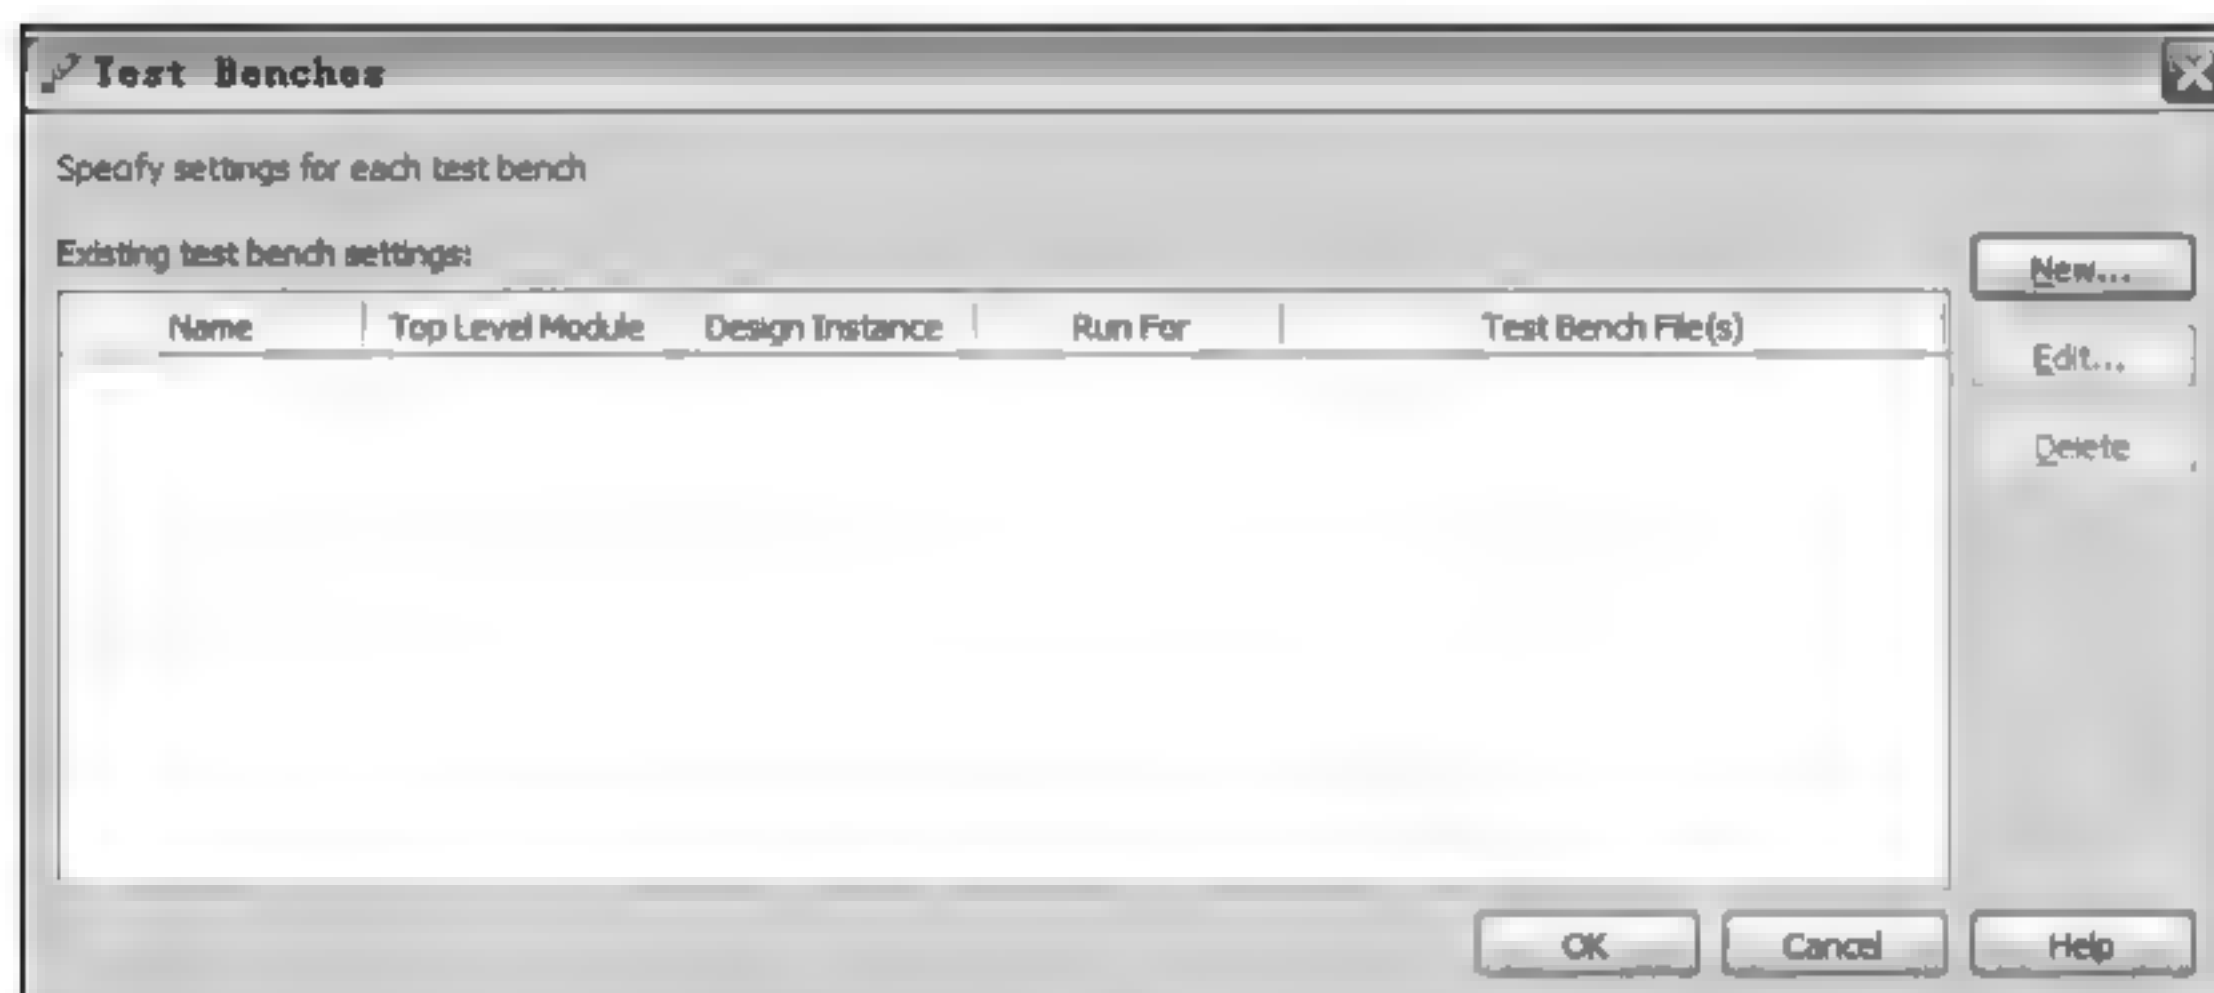 Test Benches
Specify settings for each test bench
Existing test bench settings:
Name Top Level Module Design Instance Run For Test Bench File(s)
New...
Edit...
Delete
OK Cancel Help